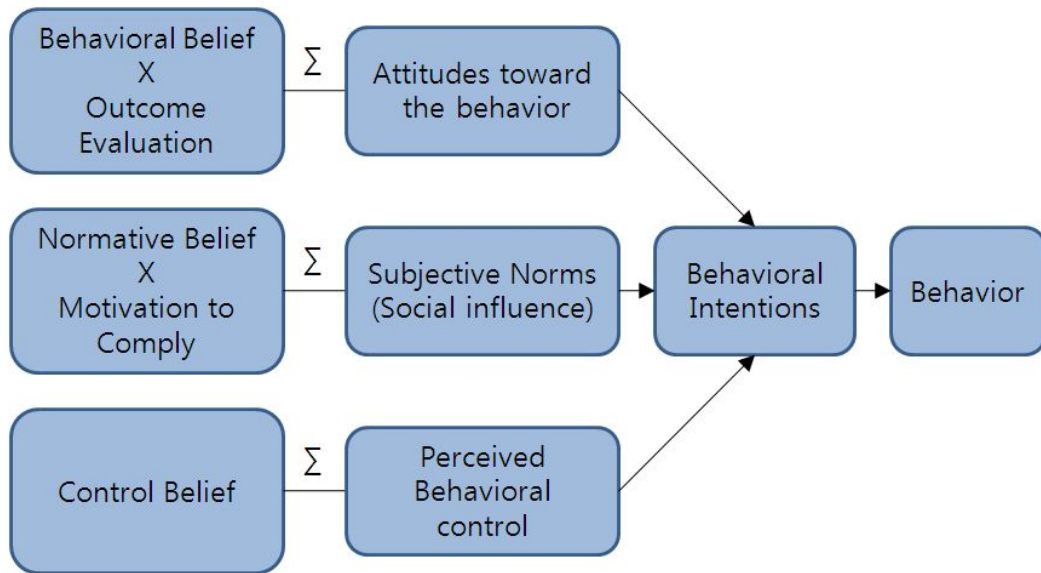 Behavioral Belief
X
Outcome
Evaluation
∑
Attitudes toward
the behavior
Normative Belief
X
Motivation to
Comply
∑
Subjective Norms
(Social influence)
Behavioral
Intentions
Behavior
Control Belief
∑
Perceived
Behavioral
control